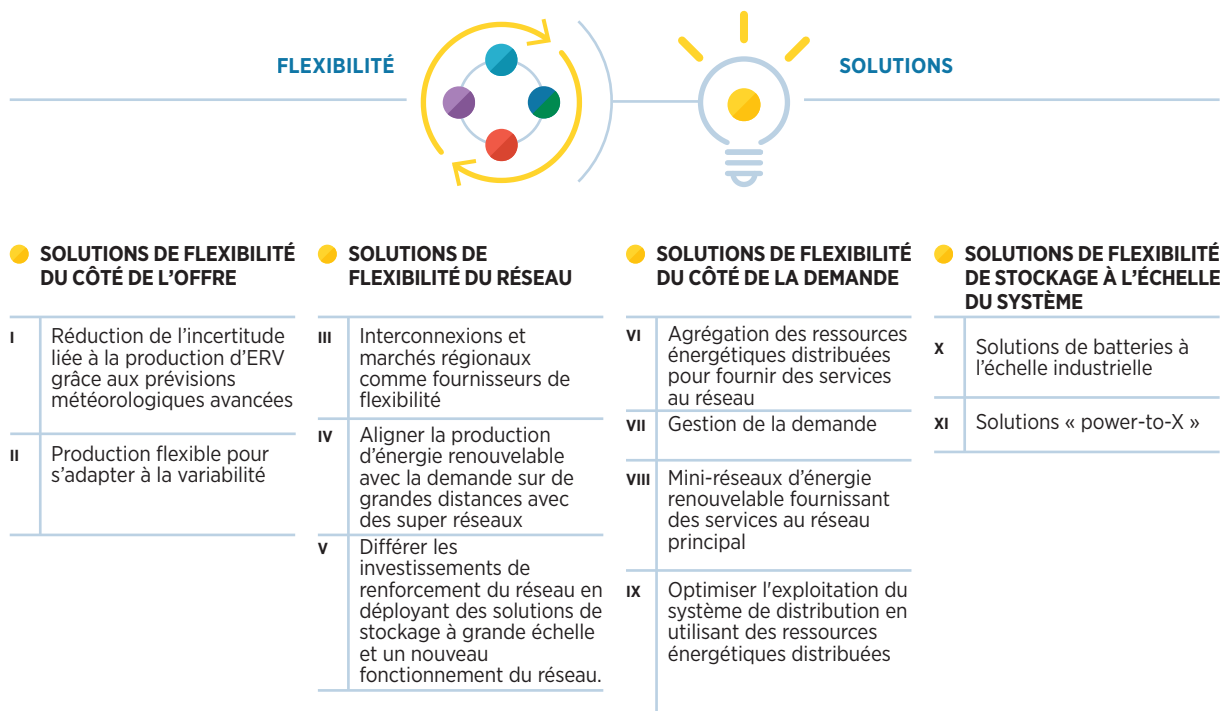 FLEXIBILITÉ
SOLUTIONS
SOLUTIONS DE FLEXIBILITÉ
DU CÔTÉ DE L’OFFRE
I
Réduction de l’incertitude
liée à la production d’ERV
grâce aux prévisions
météorologiques avancées
II
Production flexible pour
s’adapter à la variabilité
SOLUTIONS DE
FLEXIBILITÉ DU RÉSEAU
III
Interconnexions et
marchés régionaux
comme fournisseurs de
flexibilité
IV
Aligner la production
d’énergie renouvelable
avec la demande sur de
grandes distances avec
des super réseaux
V
Différer les
investissements de
renforcement du réseau en
déployant des solutions de
stockage à grande échelle
et un nouveau
fonctionnement du réseau.
SOLUTIONS DE FLEXIBILITÉ
DU CÔTÉ DE LA DEMANDE
VI
Agrégation des ressources
énergétiques distribuées
pour fournir des services
au réseau
VII
Gestion de la demande
VIII
Mini-réseaux d’énergie
renouvelable fournissant
des services au réseau
principal
IX
Optimiser l'exploitation du
système de distribution en
utilisant des ressources
énergétiques distribuées
SOLUTIONS DE FLEXIBILITÉ
DE STOCKAGE À L’ÉCHELLE
DU SYSTÈME
X
Solutions de batteries à
l’échelle industrielle
XI
Solutions « power-to-X »